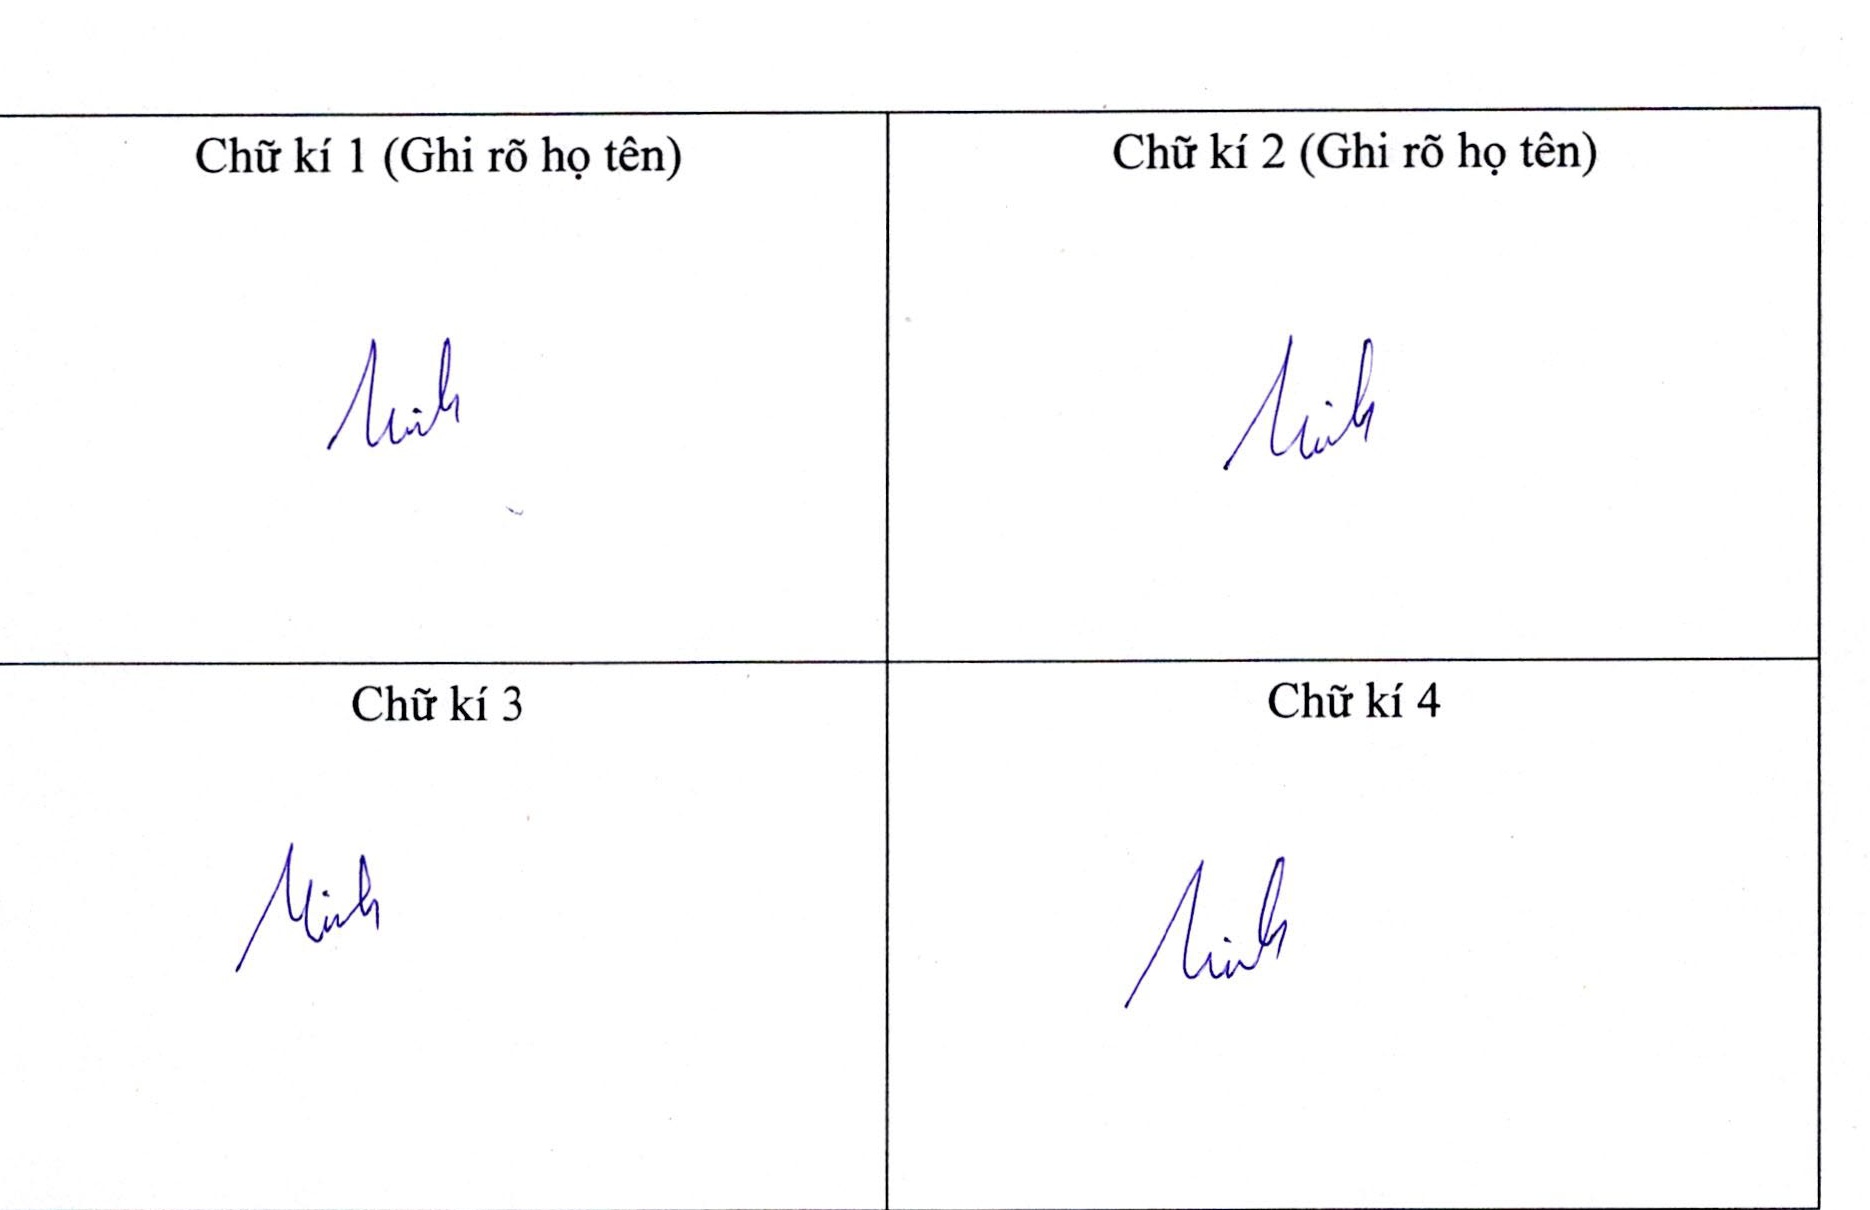 Chữ kí 1 (Ghi rõ họ tên)
Chữ kí 2 (Ghi rõ họ tên)
Minh
Minh
Chữ kí 3
Chữ kí 4
Minh
Minh